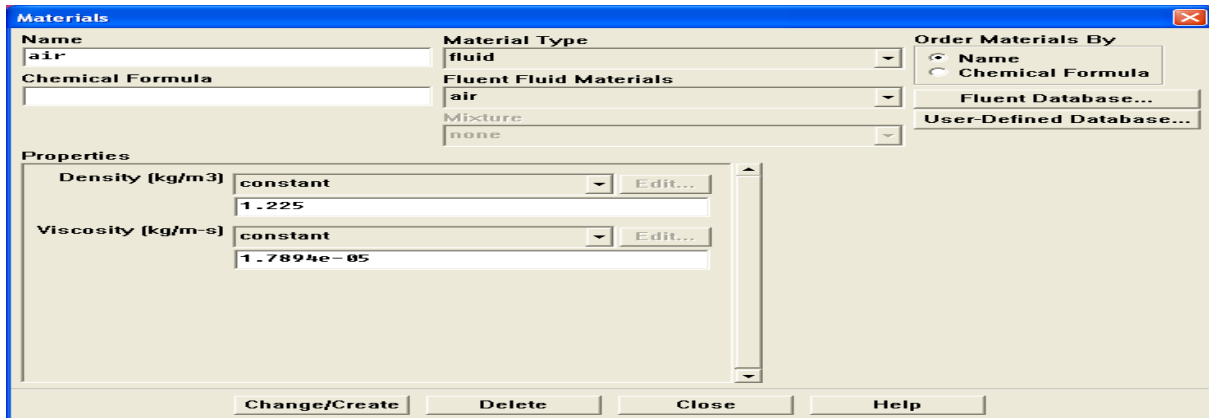 Materials
Name
air
Chemical Formula
Material Type
fluid
Fluent Fluid Materials
air
Mixture
none
Order Materials By
Name
Chemical Formula
Fluent Database...
User-Defined Database...
Properties
Density (kg/m3) constant Edit...
1.225
Viscosity (kg/m-s) constant Edit...
1.7894e-05
Change/Create Delete Close Help